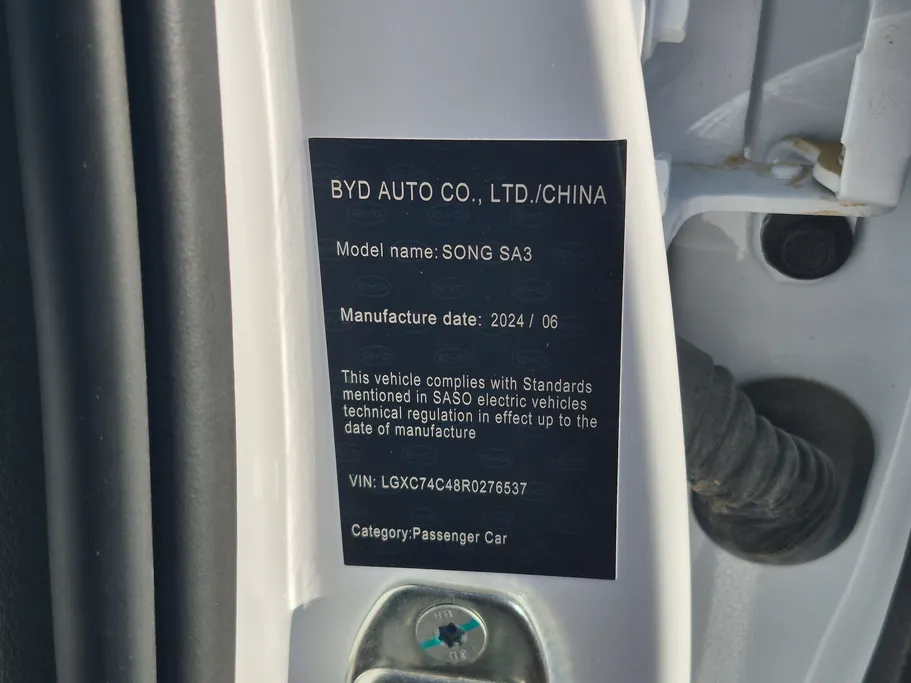 BYD AUTO CO., LTD./CHINA
Model name: SONG SA3
Manufacture date: 2024 / 06
This vehicle complies with Standards
mentioned in SASO electric vehicles
technical regulation in effect up to the
date of manufacture
VIN: LGXC74C48R0276537
Category:Passenger Car